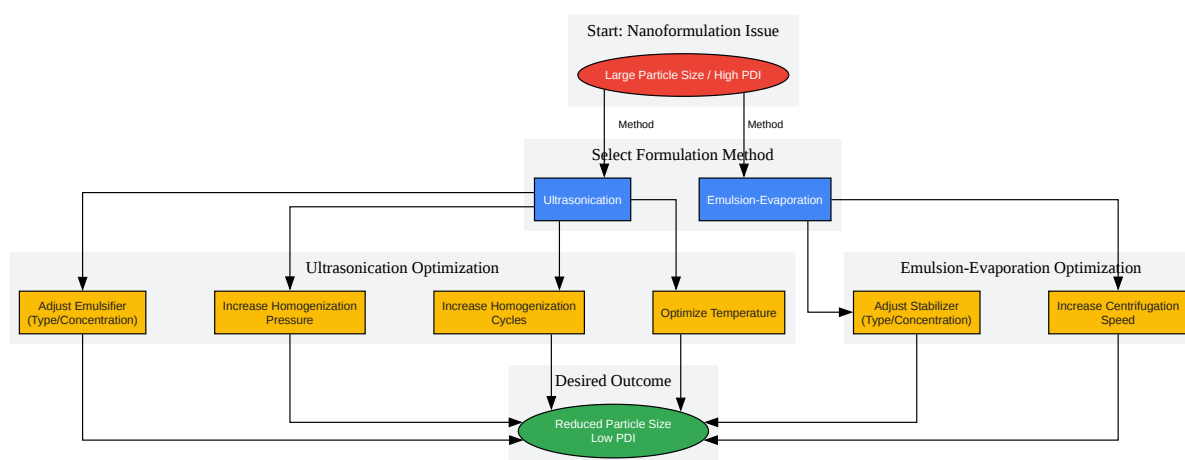 Start: Nanoformulation Issue
Large Particle Size / High PDI
Method
Method
Select Formulation Method
Ultrasonication
Emulsion-Evaporation
Ultrasonication Optimization
Adjust Emulsifier
(Type/Concentration)
Increase Homogenization
Pressure
Increase Homogenization
Cycles
Optimize Temperature
Emulsion-Evaporation Optimization
Adjust Stabilizer
(Type/Concentration)
Increase Centrifugation
Speed
Desired Outcome
Reduced Particle Size
Low PDI